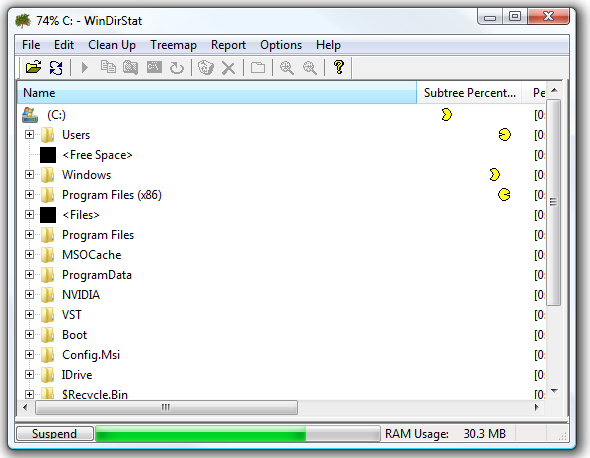 74% C: - WinDirStat
File Edit Clean Up Treemap Report Options Help
Name Subtree Percent... Pe
(C:) [0:
Users [0:
<Free Space> [0:
Windows [0:
Program Files (x86) [0:
<Files> [0:
Program Files [0:
MSOCache [0:
ProgramData [0:
NVIDIA [0:
VST [0:
Boot [0:
Config.Msi [0:
IDrive [0:
$Recycle.Bin [0:
Suspend RAM Usage: 30.3 MB